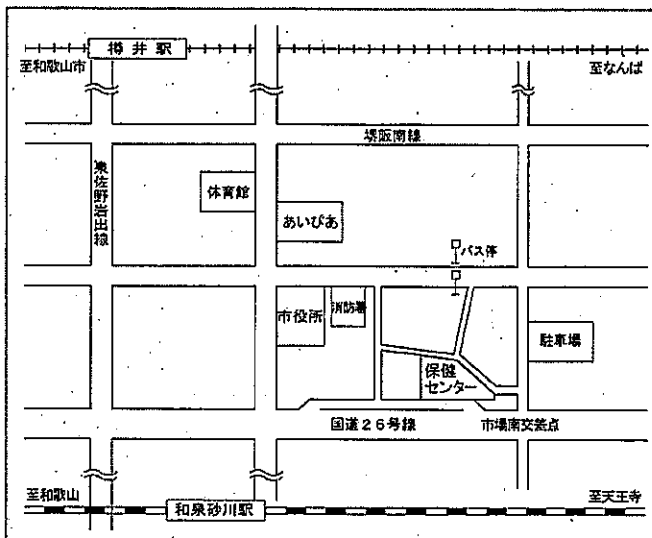 樽井駅
至和歌山市
至なんば
堺阪南線
泉佐野岩出線
体育館
あいぴあ
バス停
市役所
消防署
駐車場
保健
センター
国道26号線
市場南交差点
至和歌山
和泉砂川駅
至天王寺